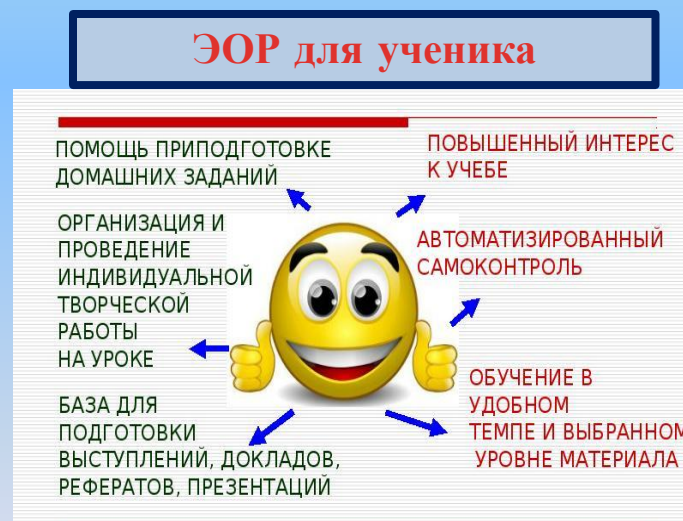 ЭОР для ученика
ПОМОЩЬ ПРИПОДГОТОВКЕ
ДОМАШНИХ ЗАДАНИЙ
ОРГАНИЗАЦИЯ И
ПРОВЕДЕНИЕ
ИНДИВИДУАЛЬНОЙ
ТВОРЧЕСКОЙ
РАБОТЫ
НА УРОКЕ
БАЗА ДЛЯ
ПОДГОТОВКИ
ВЫСТУПЛЕНИЙ, ДОКЛАДОВ,
РЕФЕРАТОВ, ПРЕЗЕНТАЦИЙ
ПОВЫШЕННЫЙ ИНТЕРЕС
К УЧЕБЕ
АВТОМАТИЗИРОВАННЫЙ
САМОКОНТРОЛЬ
ОБУЧЕНИЕ В
УДОБНОМ
ТЕМПЕ И ВЫБРАННОМ
УРОВНЕ МАТЕРИАЛА